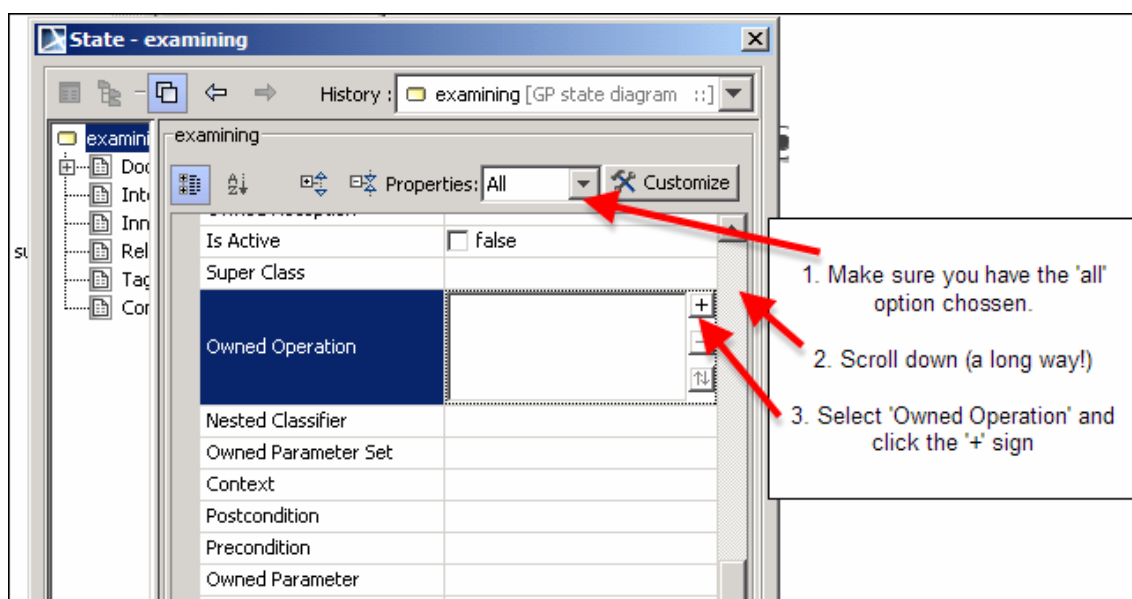 State - examining
History : examining [GP state diagram ::]
examini
examining
Doc
Inte
Inn
Rel
Tag
Cor
Properties: All Customize
Is Active false
Super Class
Owned Operation
Nested Classifier
Owned Parameter Set
Context
Postcondition
Precondition
Owned Parameter
1. Make sure you have the 'all'
option chossen.
2. Scroll down (a long way!)
3. Select 'Owned Operation' and
click the '+' sign